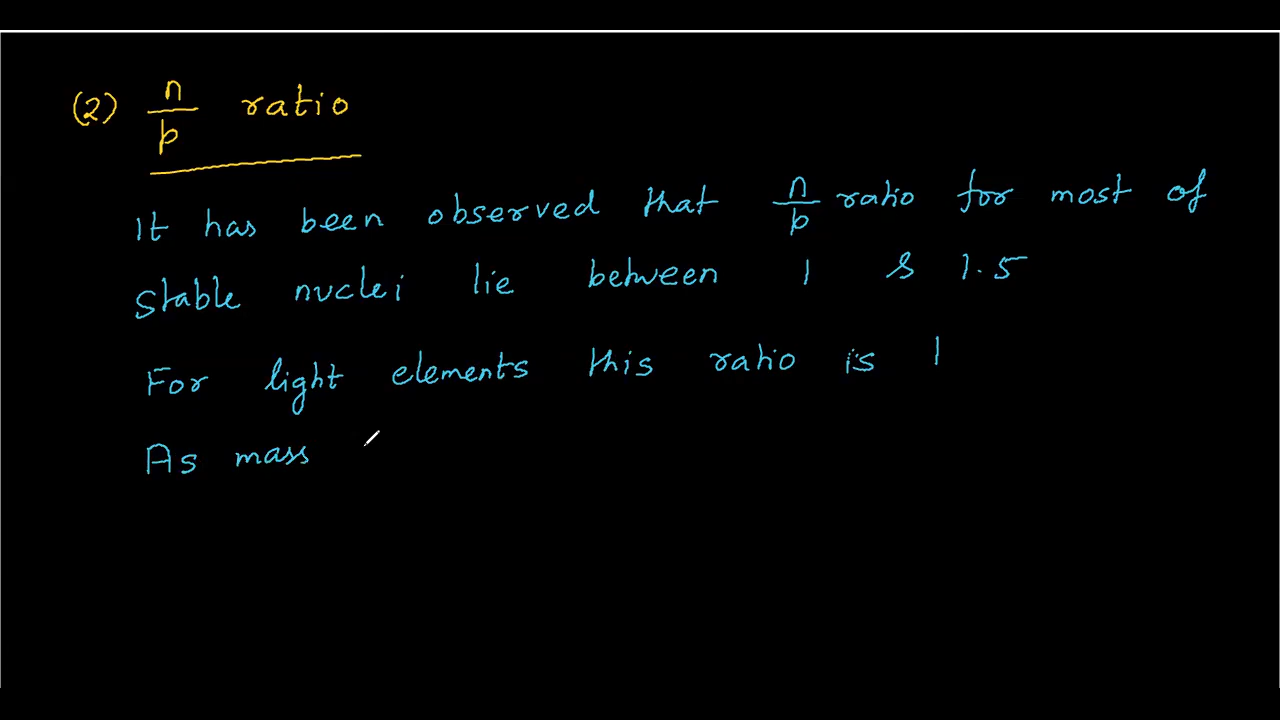 (2) n/p ratio
It has been observed that n/p ratio for most of
stable nuclei lie between 1 & 1.5
For light elements this ratio is 1
As mass